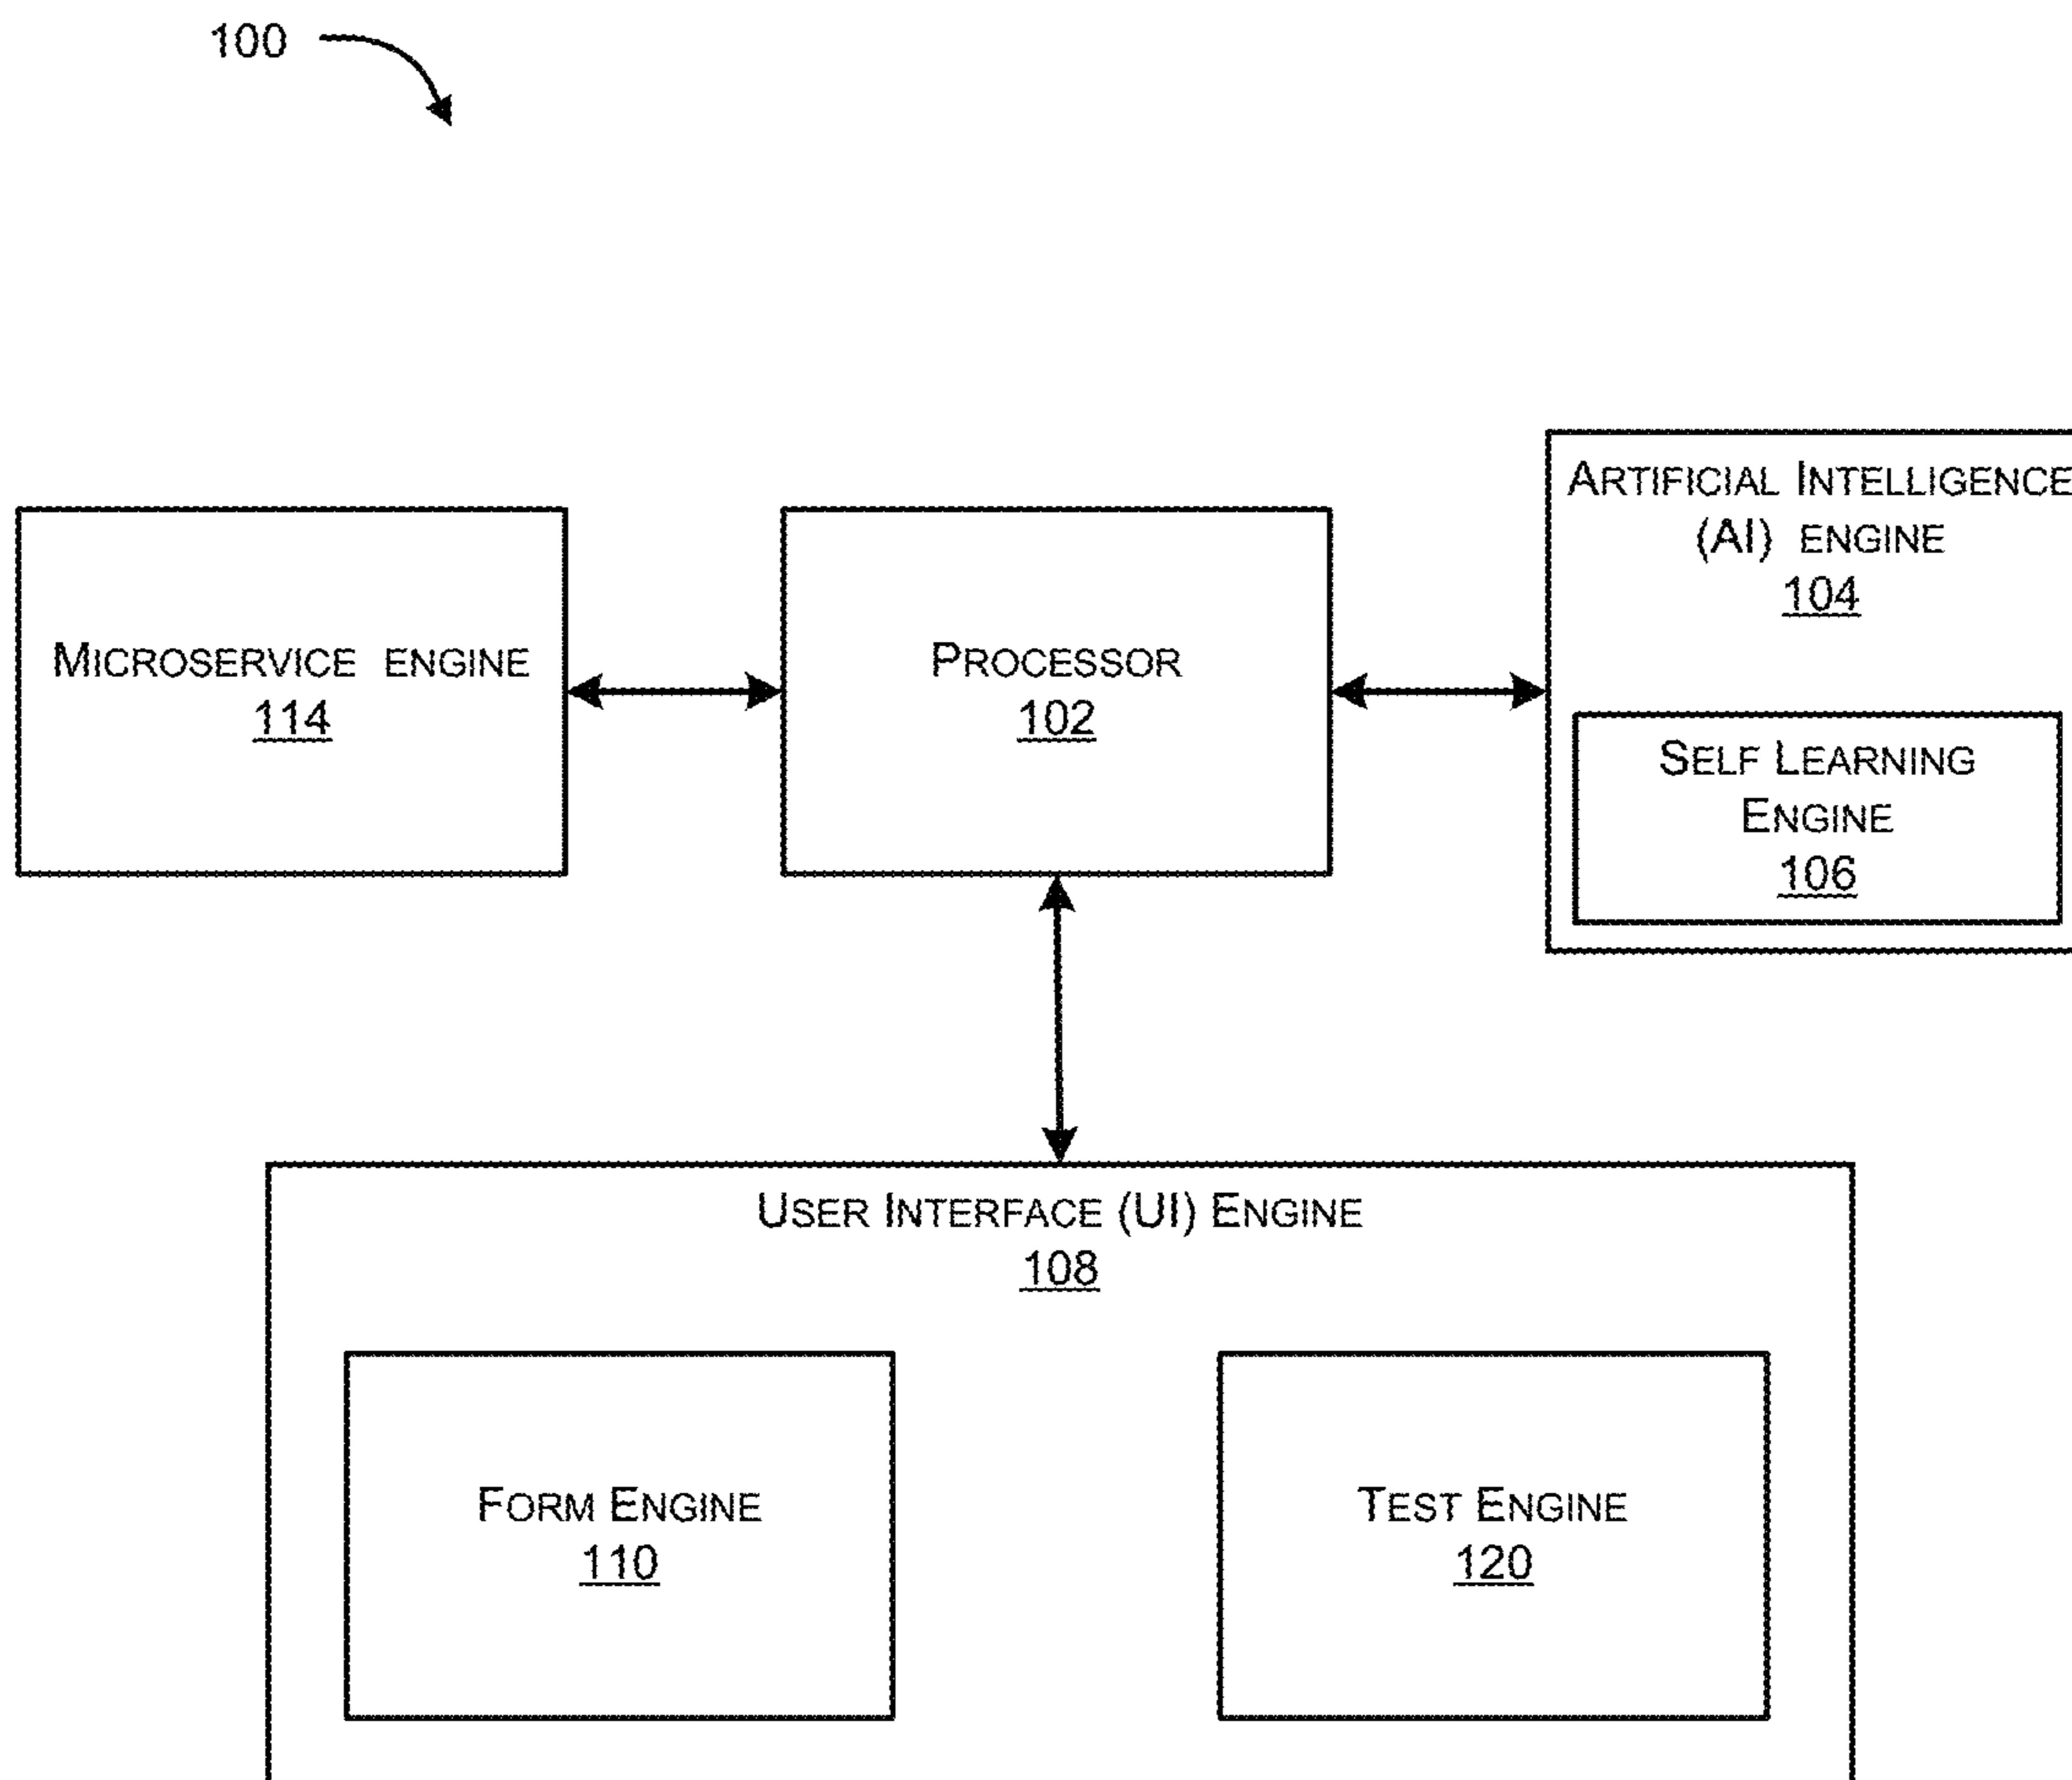 100
ARTIFICIAL INTELLIGENCE
(AI) ENGINE
104
MICROSERVICE ENGINE
114
PROCESSOR
102
SELF LEARNING
ENGINE
106
USER INTERFACE (UI) ENGINE
108
FORM ENGINE
110
TEST ENGINE
120